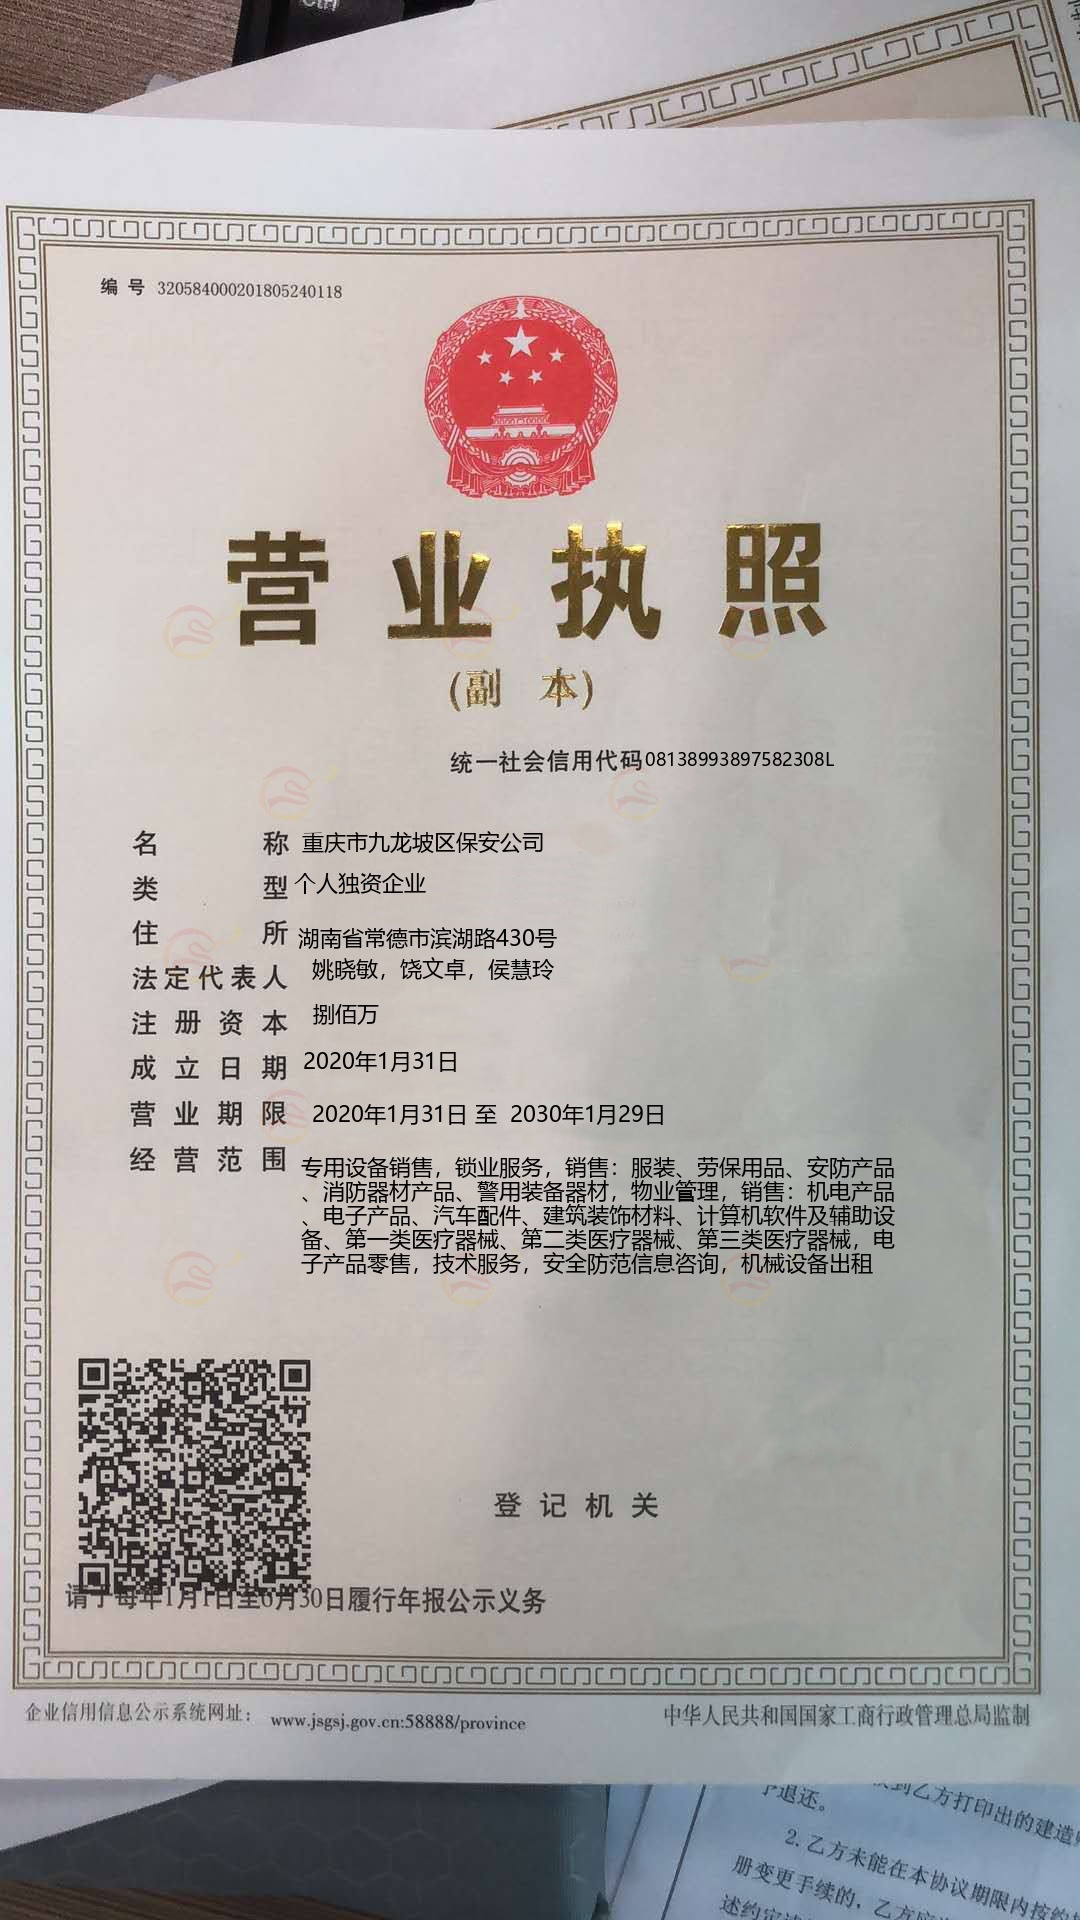 Ctrl
编 号 320584000201805240118
营业执照
(副 本)
统一社会信用代码08138993897582308L
名 称 重庆市九龙坡区保安公司
类 型 个人独资企业
住 所 湖南省常德市滨湖路430号
法定代表人 姚晓敏，饶文卓，侯慧玲
注册资本 捌佰万
成立日期 2020年1月31日
营业期限 2020年1月31日 至 2030年1月29日
经营范围 专用设备销售，锁业服务，销售：服装、劳保用品、安防产品
、消防器材产品、警用装备器材，物业管理，销售：机电产品
、电子产品、汽车配件、建筑装饰材料、计算机软件及辅助设
备、第一类医疗器械、第二类医疗器械、第三类医疗器械，电
子产品零售，技术服务，安全防范信息咨询，机械设备出租
登记机关
请于每年1月1日至6月30日履行年报公示义务
企业信用信息公示系统网址： www.jsgsj.gov.cn:58888/province
中华人民共和国国家工商行政管理总局监制
到乙方打印出的建造
退还。
2.乙方未能在本协议期限内按约
册变更手续的，乙方应
述约定